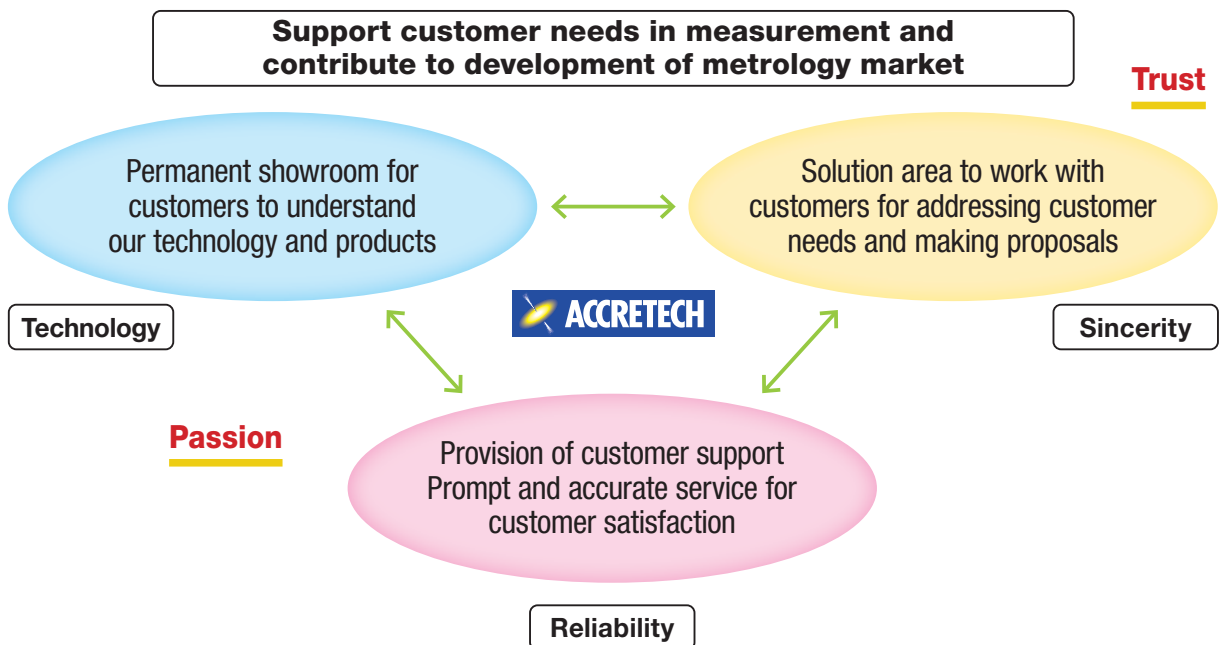 Support customer needs in measurement and
contribute to development of metrology market
Trust
Permanent showroom for
customers to understand
our technology and products
Solution area to work with
customers for addressing customer
needs and making proposals
ACCRETECH
Technology
Sincerity
Passion
Provision of customer support
Prompt and accurate service for
customer satisfaction
Reliability